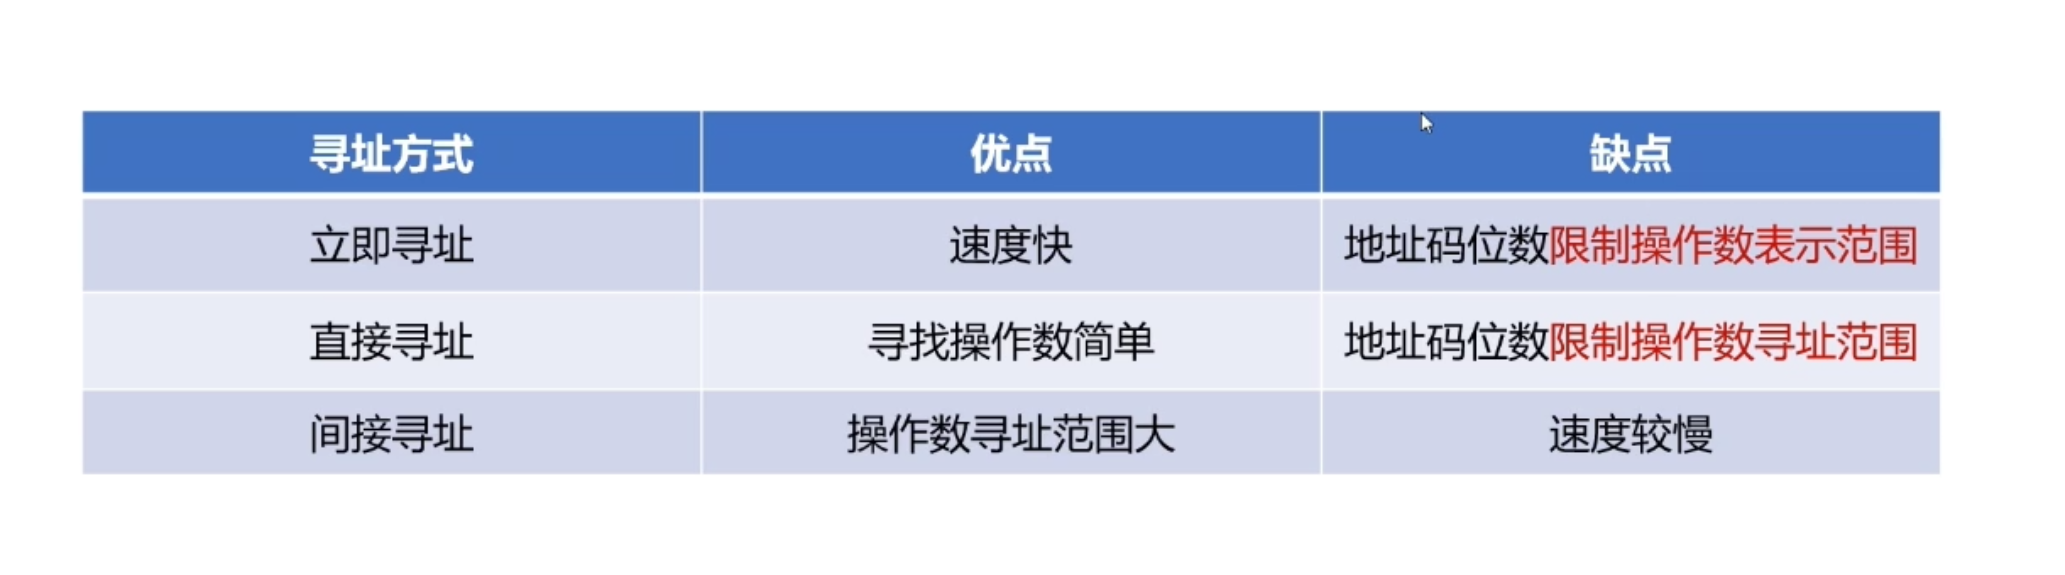 寻址方式 优点 缺点
立即寻址 速度快 地址码位数限制操作数表示范围
直接寻址 寻找操作数简单 地址码位数限制操作数寻址范围
间接寻址 操作数寻址范围大 速度较慢